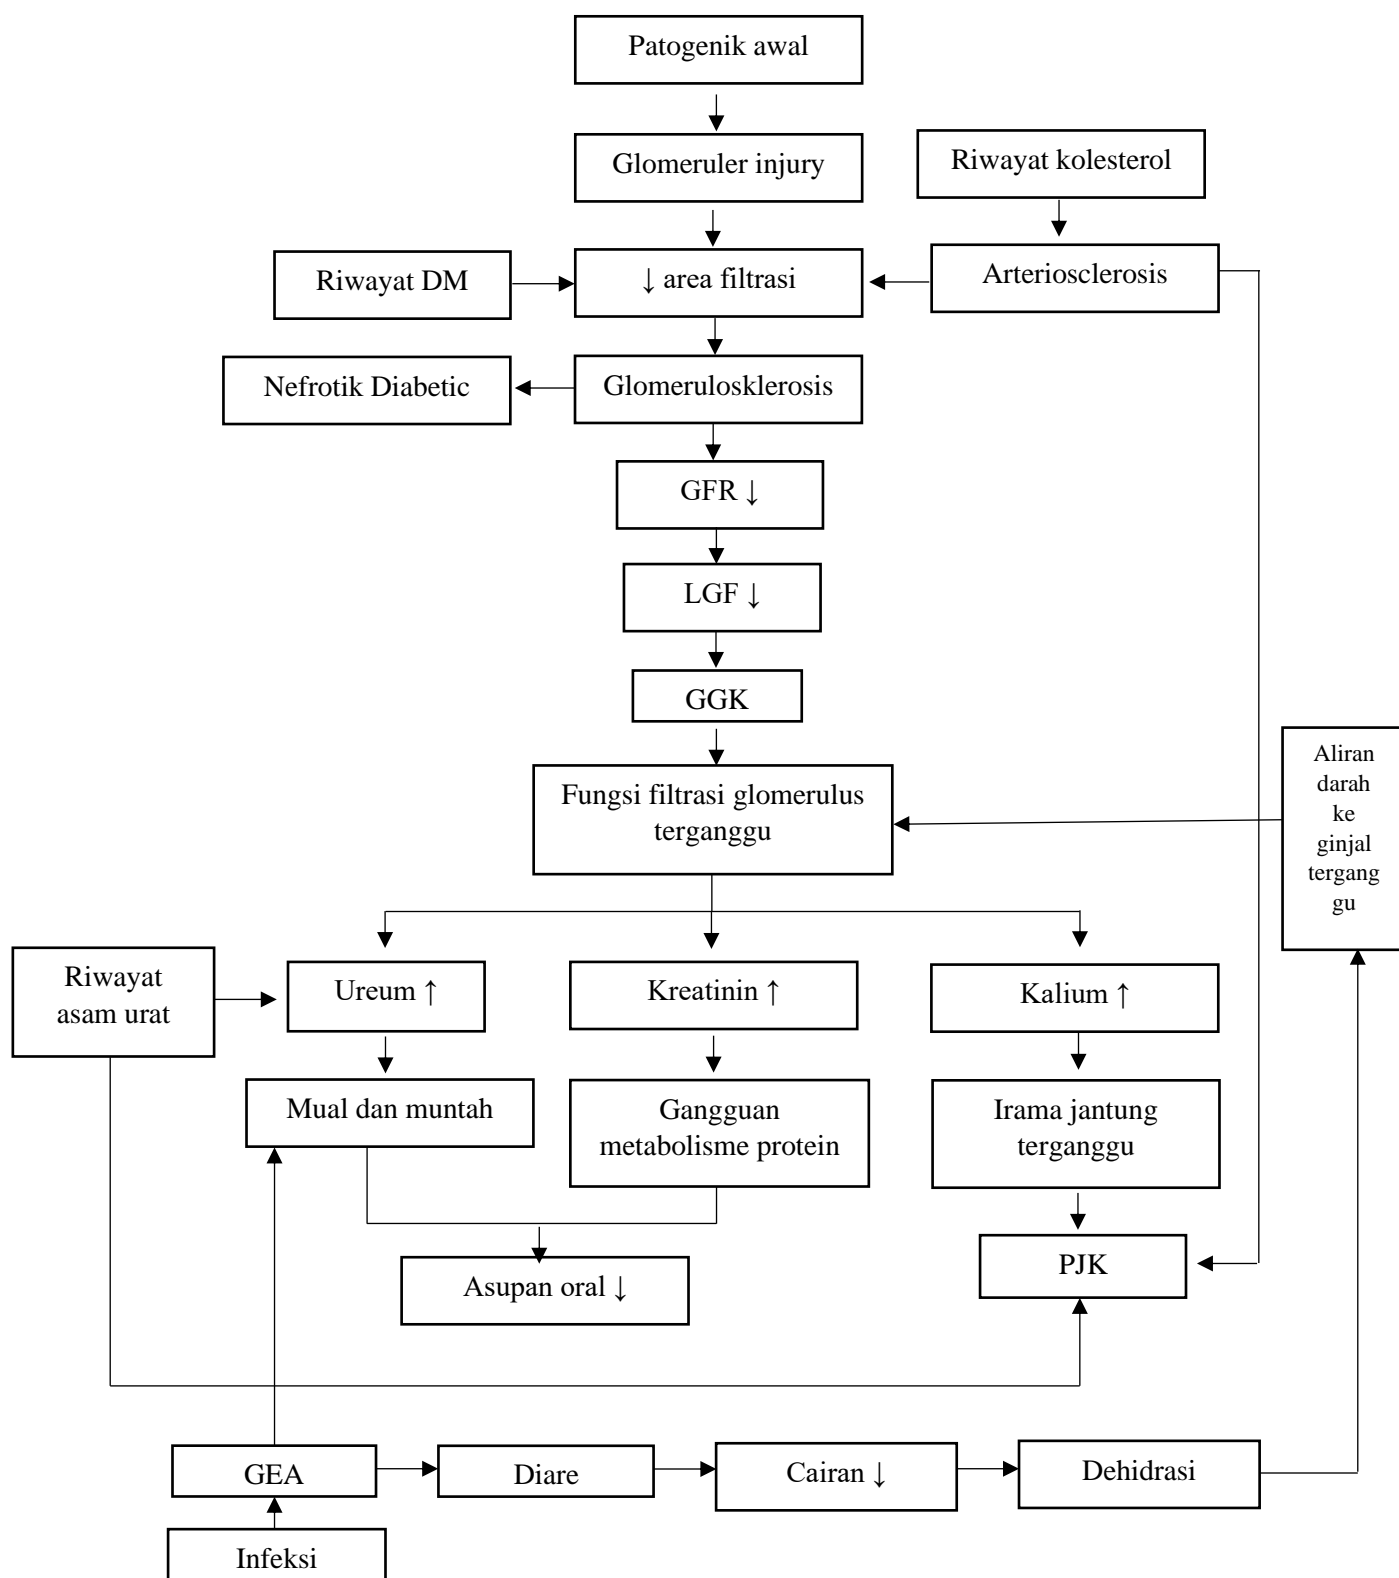 Patogenik awal
Glomeruler injury
Riwayat kolesterol
Riwayat DM
↓ area filtrasi
Arteriosclerosis
Nefrotik Diabetic
Glomerulosklerosis
GFR ↓
LGF ↓
GGK
Fungsi filtrasi glomerulus
terganggu
Aliran
darah
ke
ginjal
tergang
gu
Riwayat
asam urat
Ureum ↑
Kreatinin ↑
Kalium ↑
Mual dan muntah
Gangguan
metabolisme protein
Irama jantung
terganggu
Asupan oral ↓
PJK
GEA
Diare
Cairan ↓
Dehidrasi
Infeksi